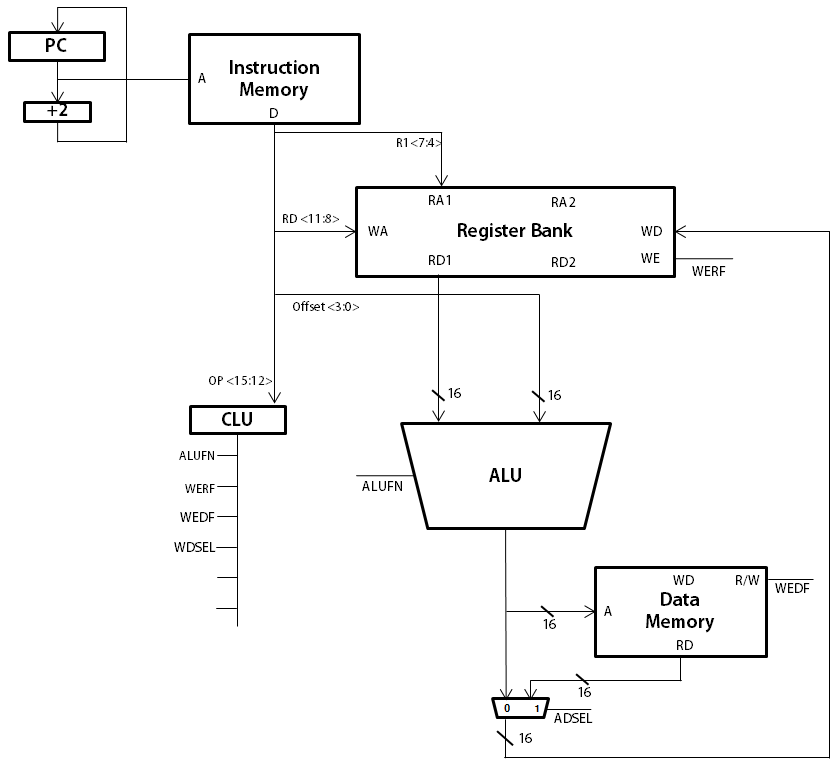 PC
+2
A
Instruction
Memory
D
R1<7:4>
RA1
RA2
RD <11:8>
WA
Register Bank
WD
WE
RD1
RD2
WERF
Offset <3:0>
OP <15:12>
16
16
CLU
ALUFN
WERF
WEDF
WDSEL
ALU
ALUFN
WD
R/W
Data
Memory
A
RD
WEDF
16
16
0
1
ADSEL
16